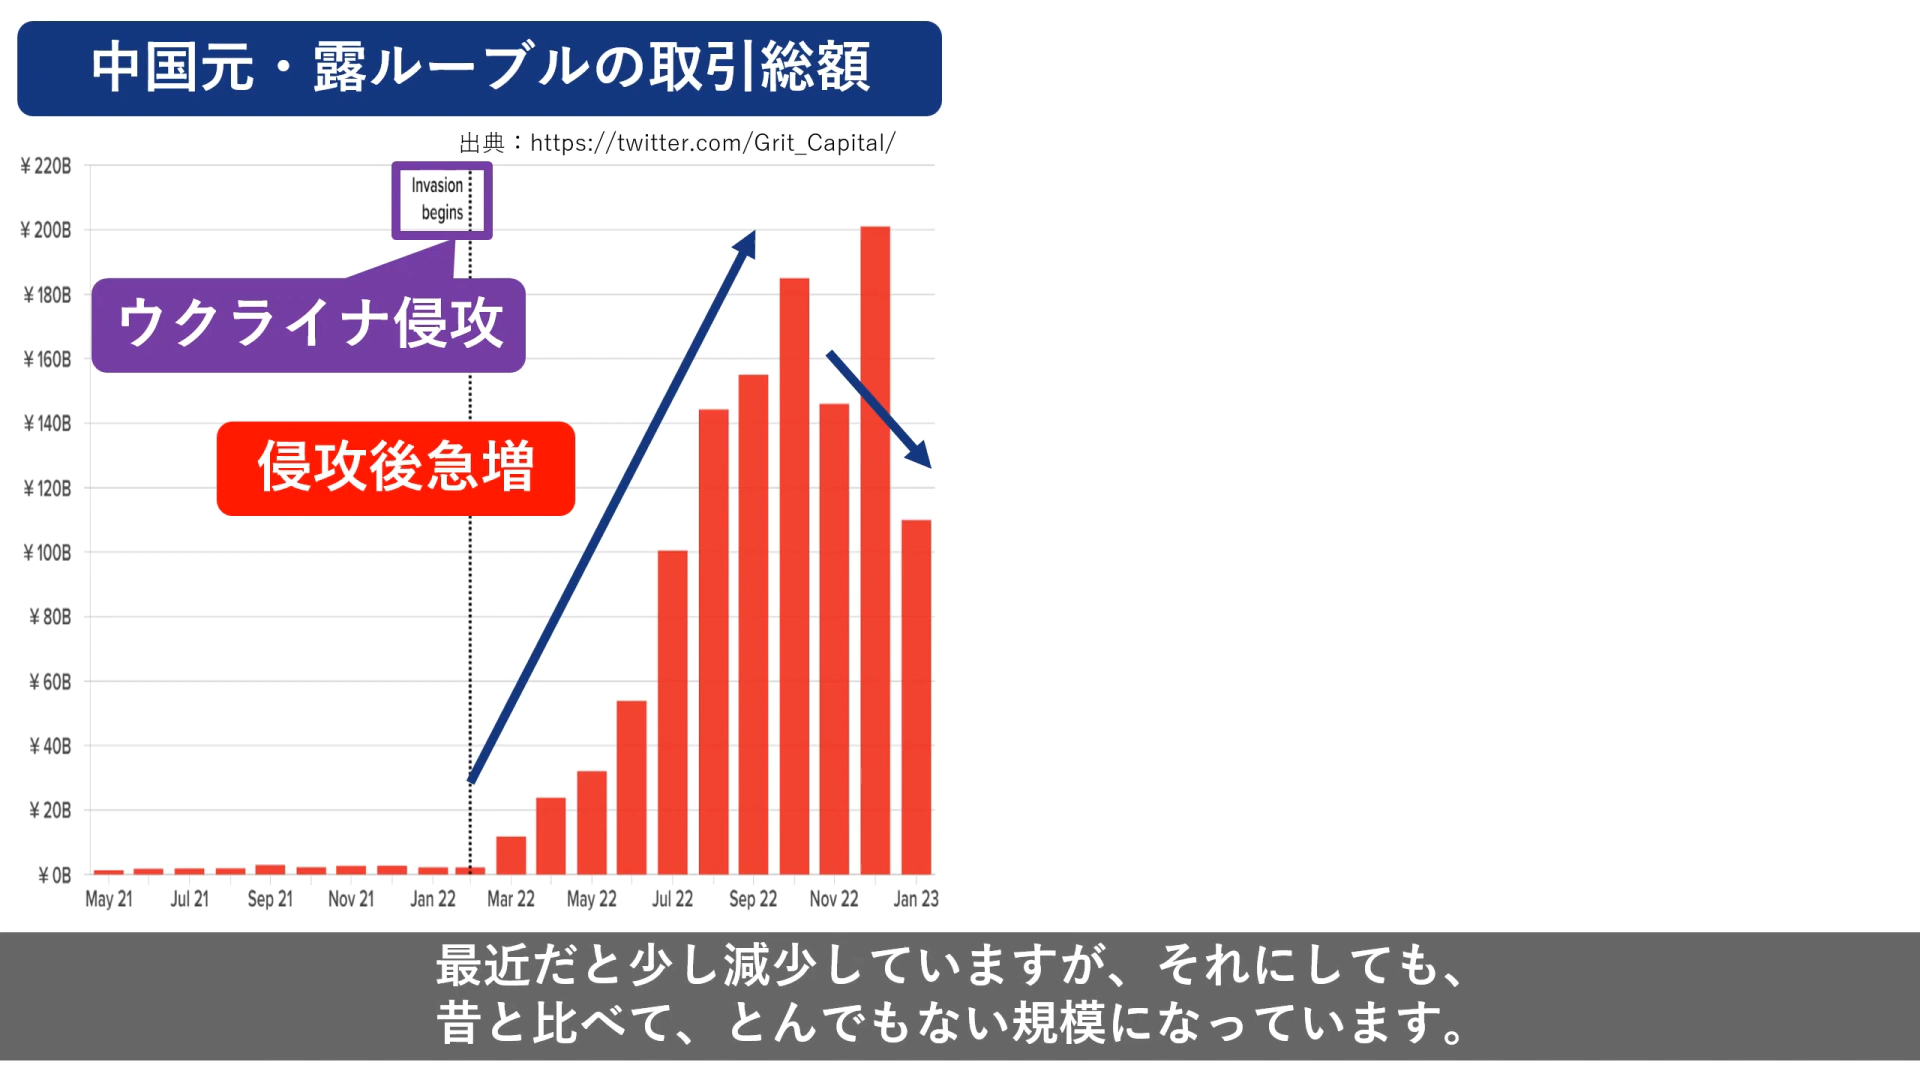 中国元・露ルーブルの取引総額
出典：https://twitter.com/Grit_Capital/
¥220B
¥200B
¥180B
¥160B
¥140B
¥120B
¥100B
¥80B
¥60B
¥40B
¥20B
¥0B
Invasion
begins
ウクライナ侵攻
侵攻後急増
May 21 Jul 21 Sep 21 Nov 21 Jan 22 Mar 22 May 22 Jul 22 Sep 22 Nov 22 Jan 23
最近だと少し減少していますが、それにしても、
昔と比べて、とんでもない規模になっています。